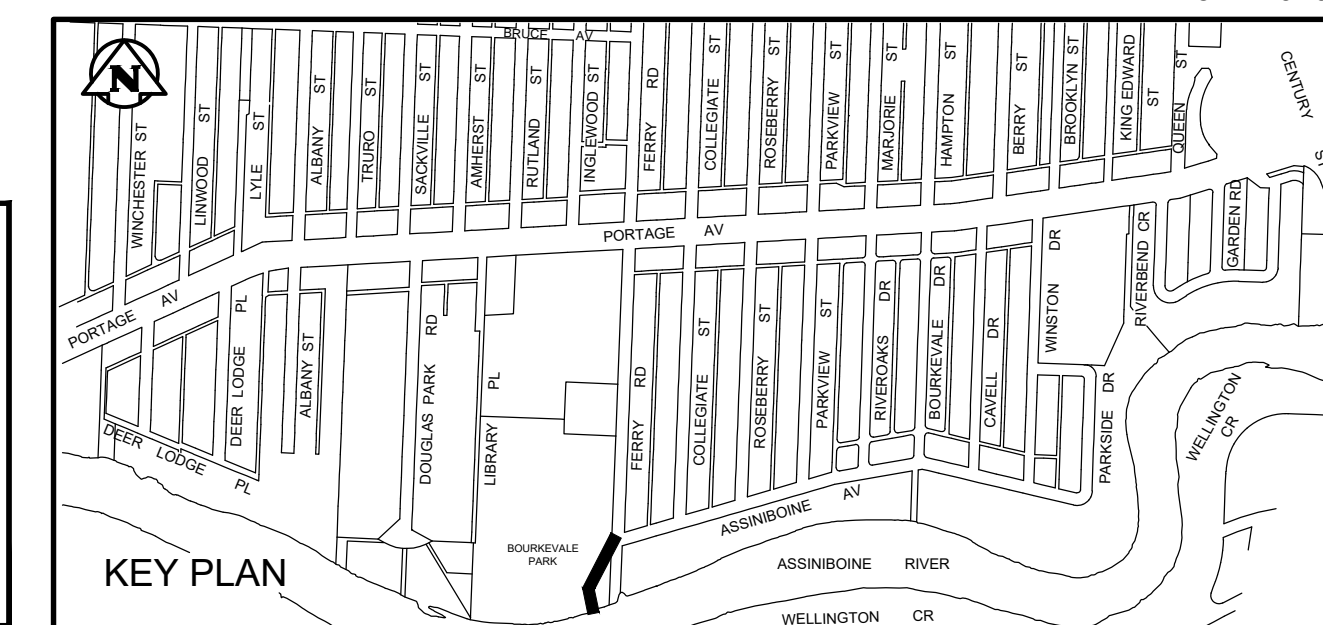 BRUCE AV
N
WINCHESTER ST
LINWOOD ST
LYLE ST
ALBANY ST
TRURO ST
SACKVILLE ST
AMHERST ST
RUTLAND ST
INGLEWOOD ST
FERRY RD
COLLEGIATE ST
ROSEBERRY ST
PARKVIEW ST
MARJORIE ST
HAMPTON ST
BERRY ST
BROOKLYN ST
KING EDWARD ST
QUEEN ST
CENTURY
PORTAGE AV
PORTAGE AV
DEER LODGE PL
DEER LODGE PL
ALBANY ST
DOUGLAS PARK RD
LIBRARY PL
FERRY RD
COLLEGIATE ST
ROSEBERRY ST
PARKVIEW ST
RIVEROAKS DR
BOURKEVALE DR
CAVELL DR
WINSTON DR
PARKSIDE DR
RIVERBEND CR
GARDEN RD
WELLINGTON
CR
ASSINIBOINE AV
BOURKEVALE
PARK
ASSINIBOINE RIVER
WELLINGTON CR
KEY PLAN